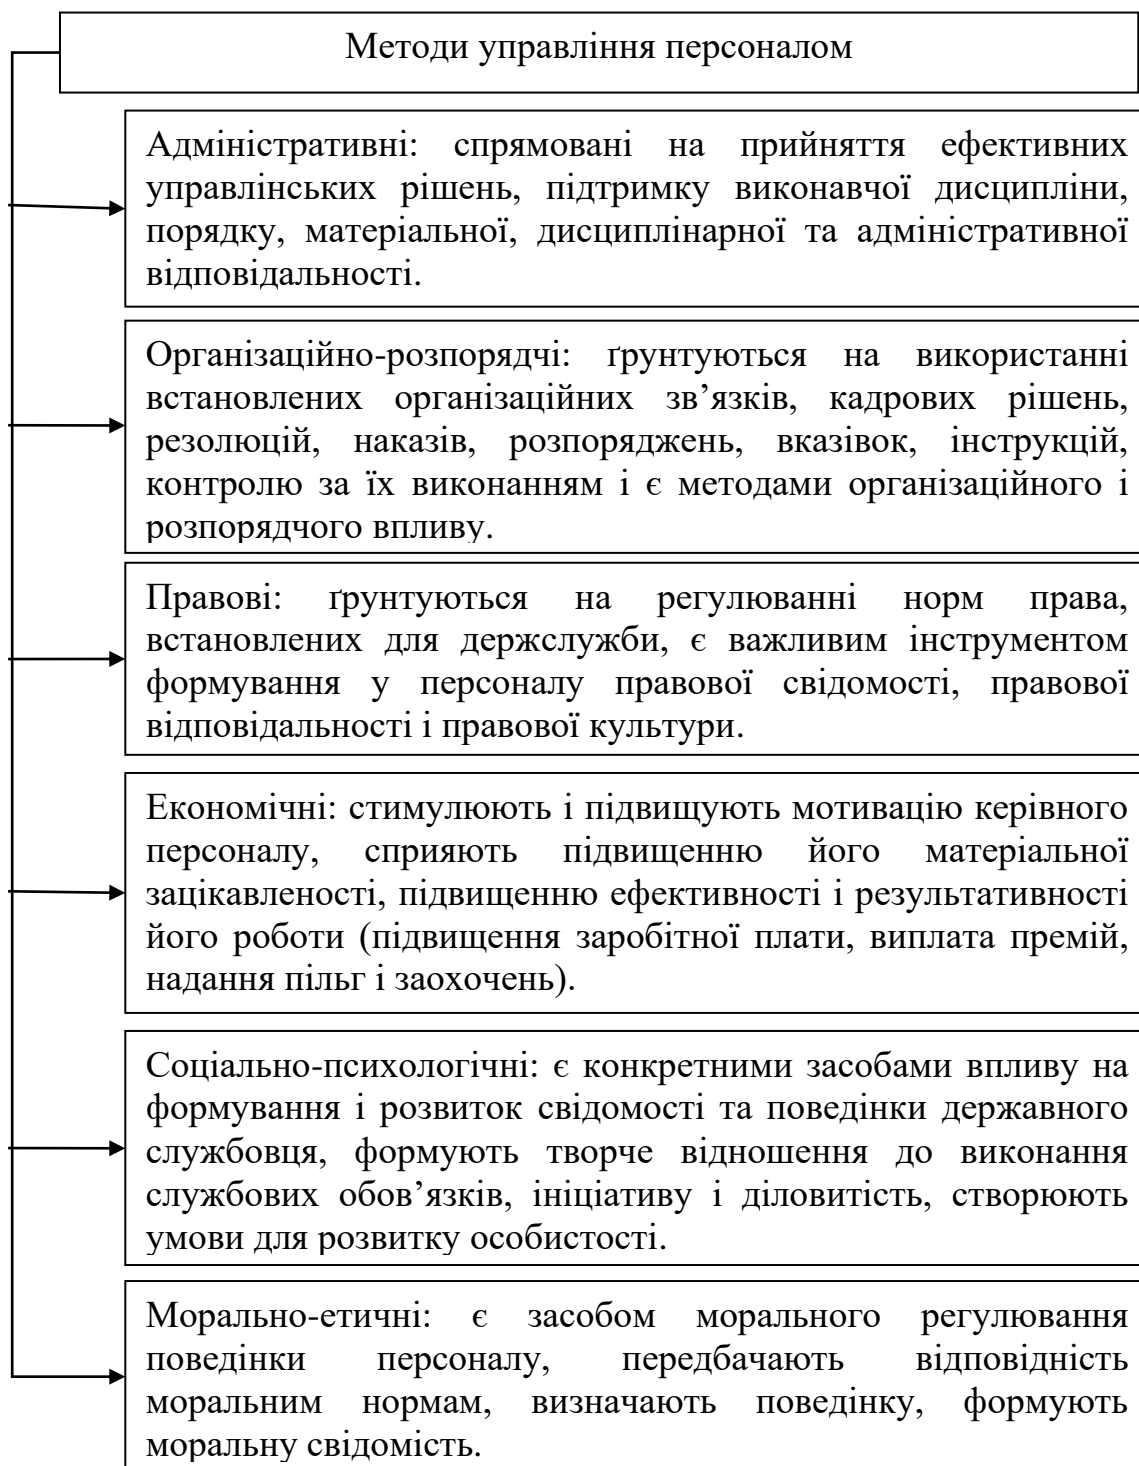 Методи управління персоналом
Адміністративні: спрямовані на прийняття ефективних
управлінських рішень, підтримку виконавчої дисципліни,
порядку, матеріальної, дисциплінарної та адміністративної
відповідальності.
Організаційно-розпорядчі: ґрунтуються на використанні
встановлених організаційних зв’язків, кадрових рішень,
резолюцій, наказів, розпоряджень, вказівок, інструкцій,
контролю за їх виконанням і є методами організаційного і
розпорядчого впливу.
Правові: ґрунтуються на регулюванні норм права,
встановлених для держслужби, є важливим інструментом
формування у персоналу правової свідомості, правової
відповідальності і правової культури.
Економічні: стимулюють і підвищують мотивацію керівного
персоналу, сприяють підвищенню його матеріальної
зацікавленості, підвищенню ефективності і результативності
його роботи (підвищення заробітної плати, виплата премій,
надання пільг і заохочень).
Соціально-психологічні: є конкретними засобами впливу на
формування і розвиток свідомості та поведінки державного
службовця, формують творче відношення до виконання
службових обов’язків, ініціативу і діловитість, створюють
умови для розвитку особистості.
Морально-етичні: є засобом морального регулювання
поведінки персоналу, передбачають відповідність
моральним нормам, визначають поведінку, формують
моральну свідомість.